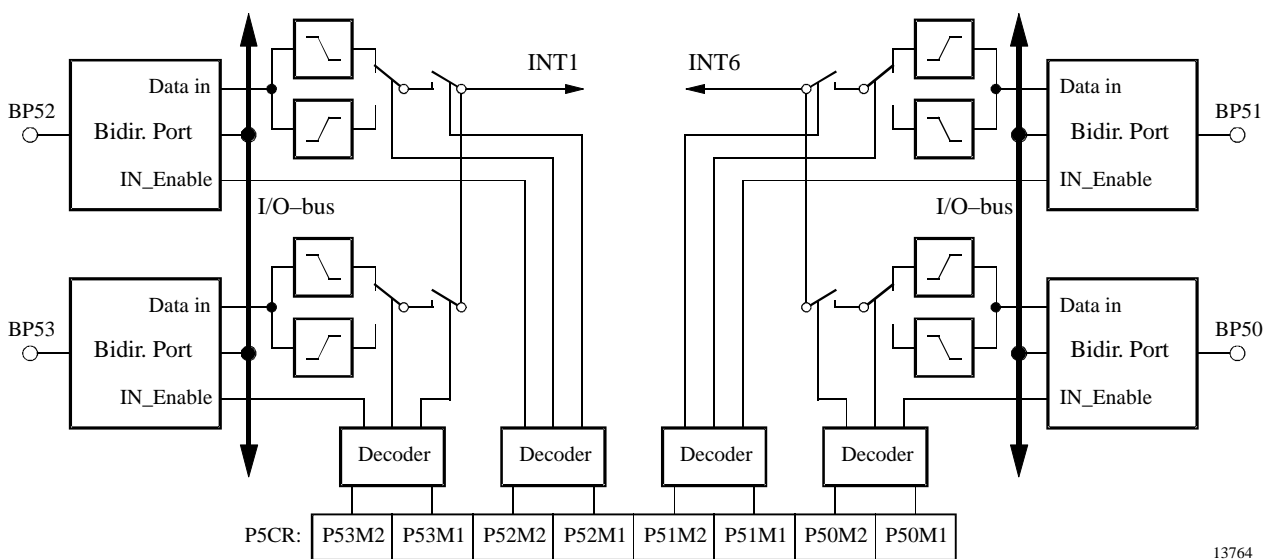 INT1
INT6
Data in
BP52
Bidir. Port
IN_Enable
I/O–bus
Data in
BP51
Bidir. Port
IN_Enable
I/O–bus
Data in
BP53
Bidir. Port
IN_Enable
Data in
BP50
Bidir. Port
IN_Enable
Decoder
Decoder
Decoder
Decoder
P5CR: P53M2 P53M1 P52M2 P52M1 P51M2 P51M1 P50M2 P50M1
13764